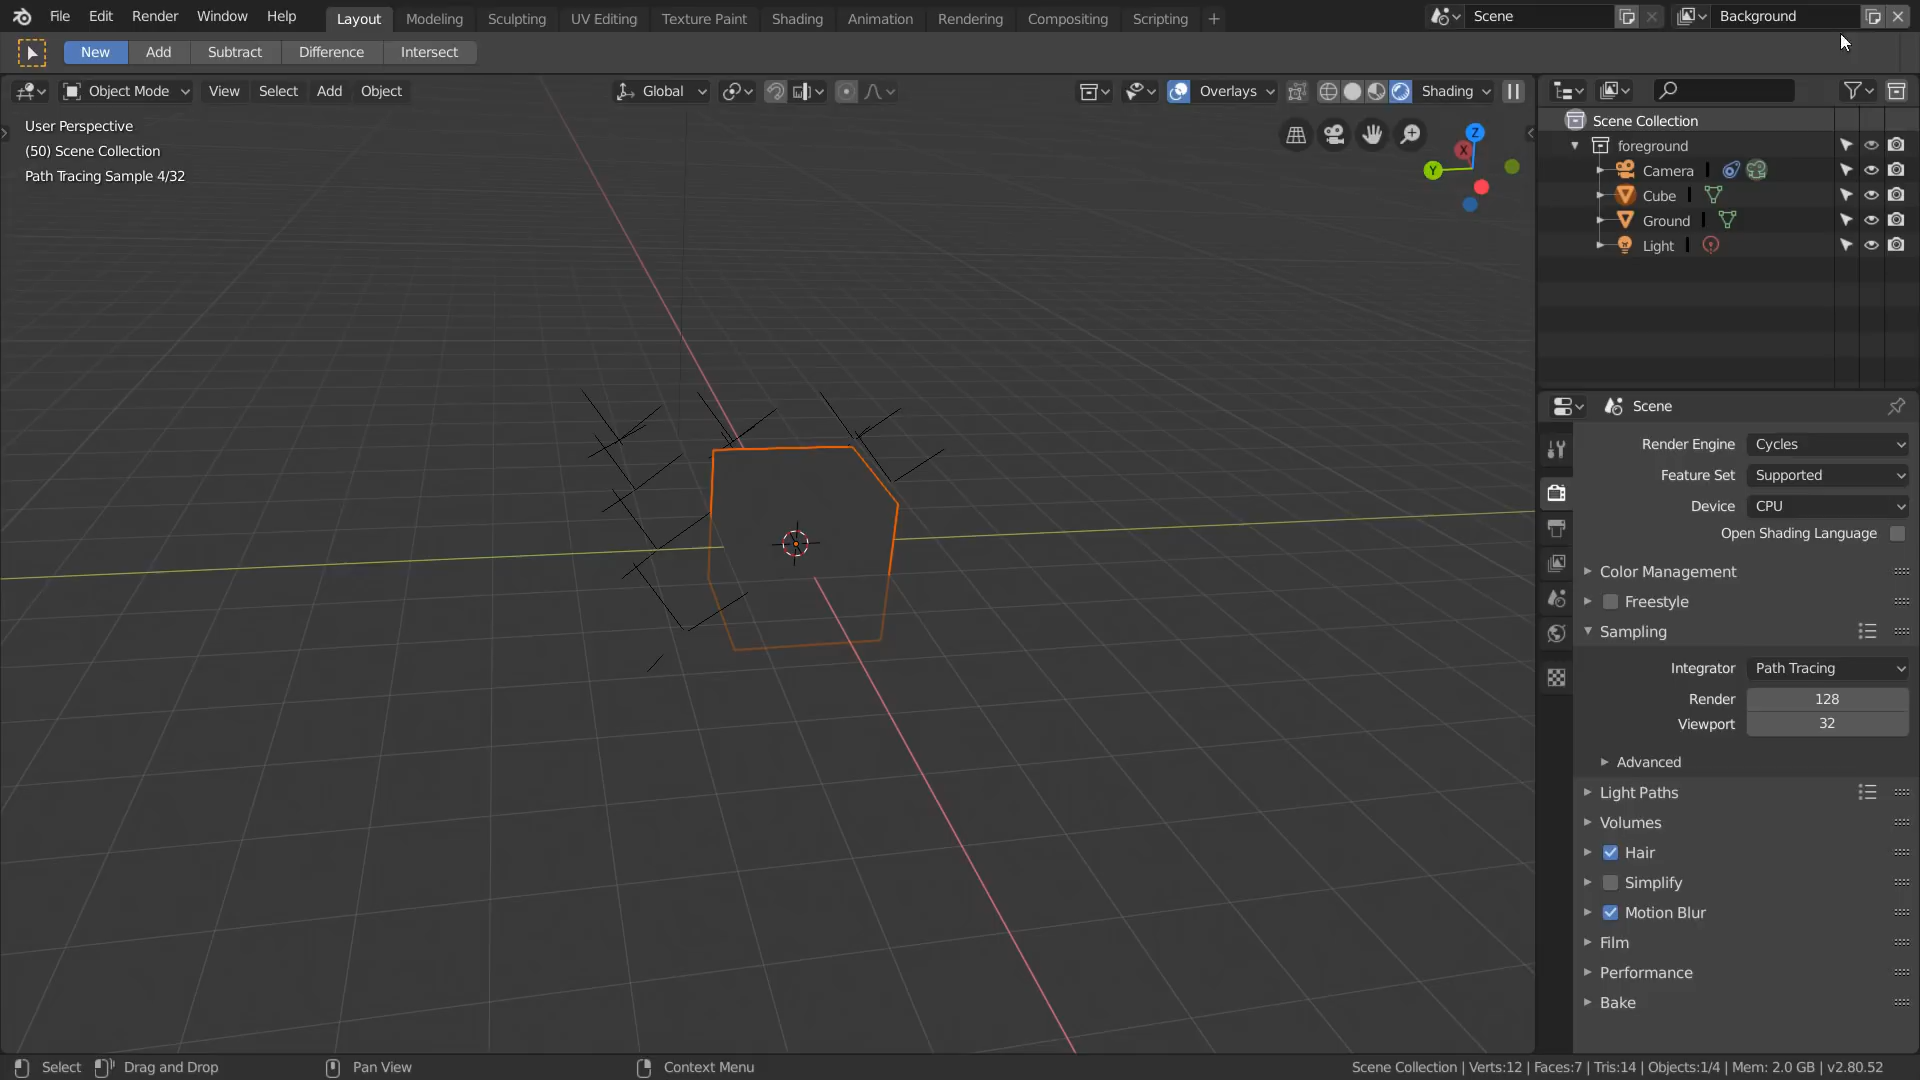 File Edit Render Window Help Layout Modeling Sculpting UV Editing Texture Paint Shading Animation Rendering Compositing Scripting + Scene Background
New Add Subtract Difference Intersect
Object Mode View Select Add Object Global Overlays Shading
User Perspective
(50) Scene Collection
Path Tracing Sample 4/32
Z
X
Y
Scene Collection
foreground
Camera
Cube
Ground
Light
Scene
Render Engine Cycles
Feature Set Supported
Device CPU
Open Shading Language
Color Management
Freestyle
Sampling
Integrator Path Tracing
Render 128
Viewport 32
Advanced
Light Paths
Volumes
Hair
Simplify
Motion Blur
Film
Performance
Bake
Select Drag and Drop Pan View Context Menu Scene Collection | Verts:12 | Faces:7 | Tris:14 | Objects:1/4 | Mem: 2.0 GB | v2.80.52